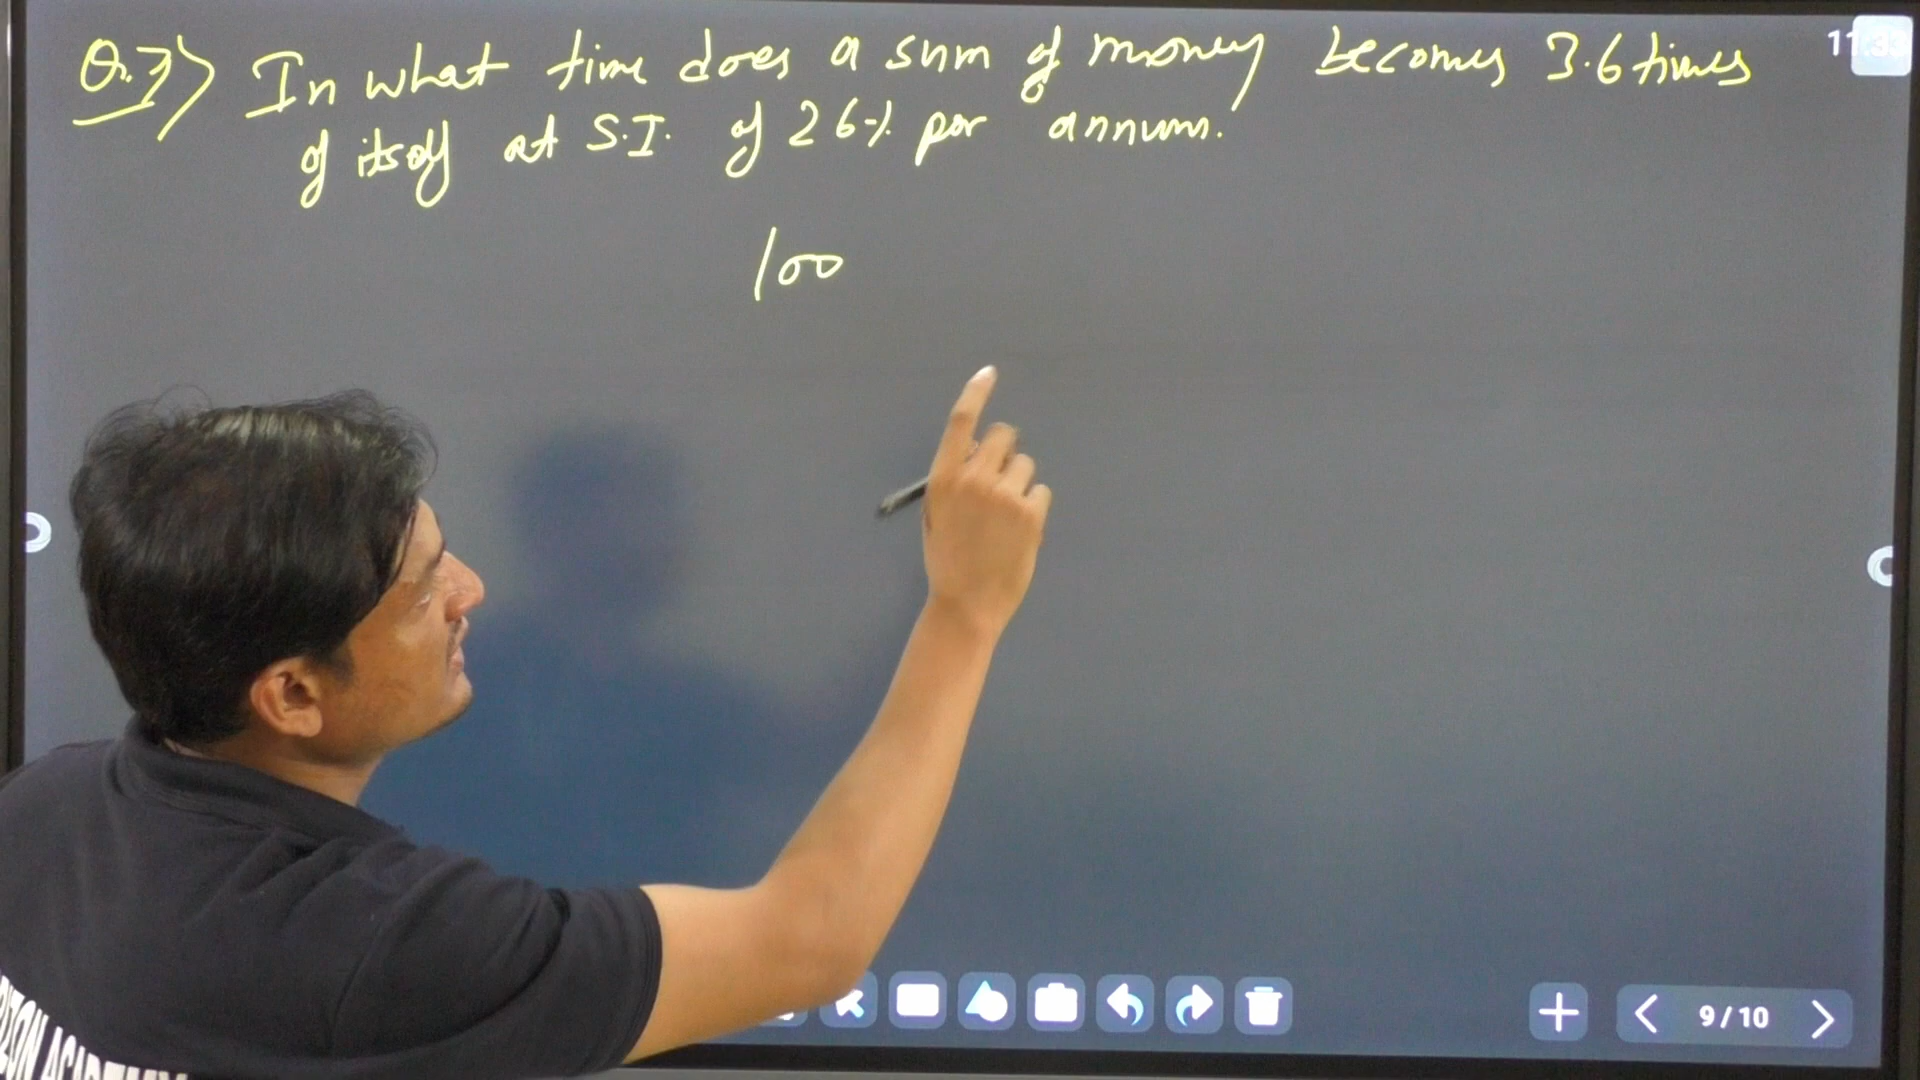 Q.3> In what time does a sum of money becomes 3.6 times
of itself at S.I. of 26% per annum.
100
9/10